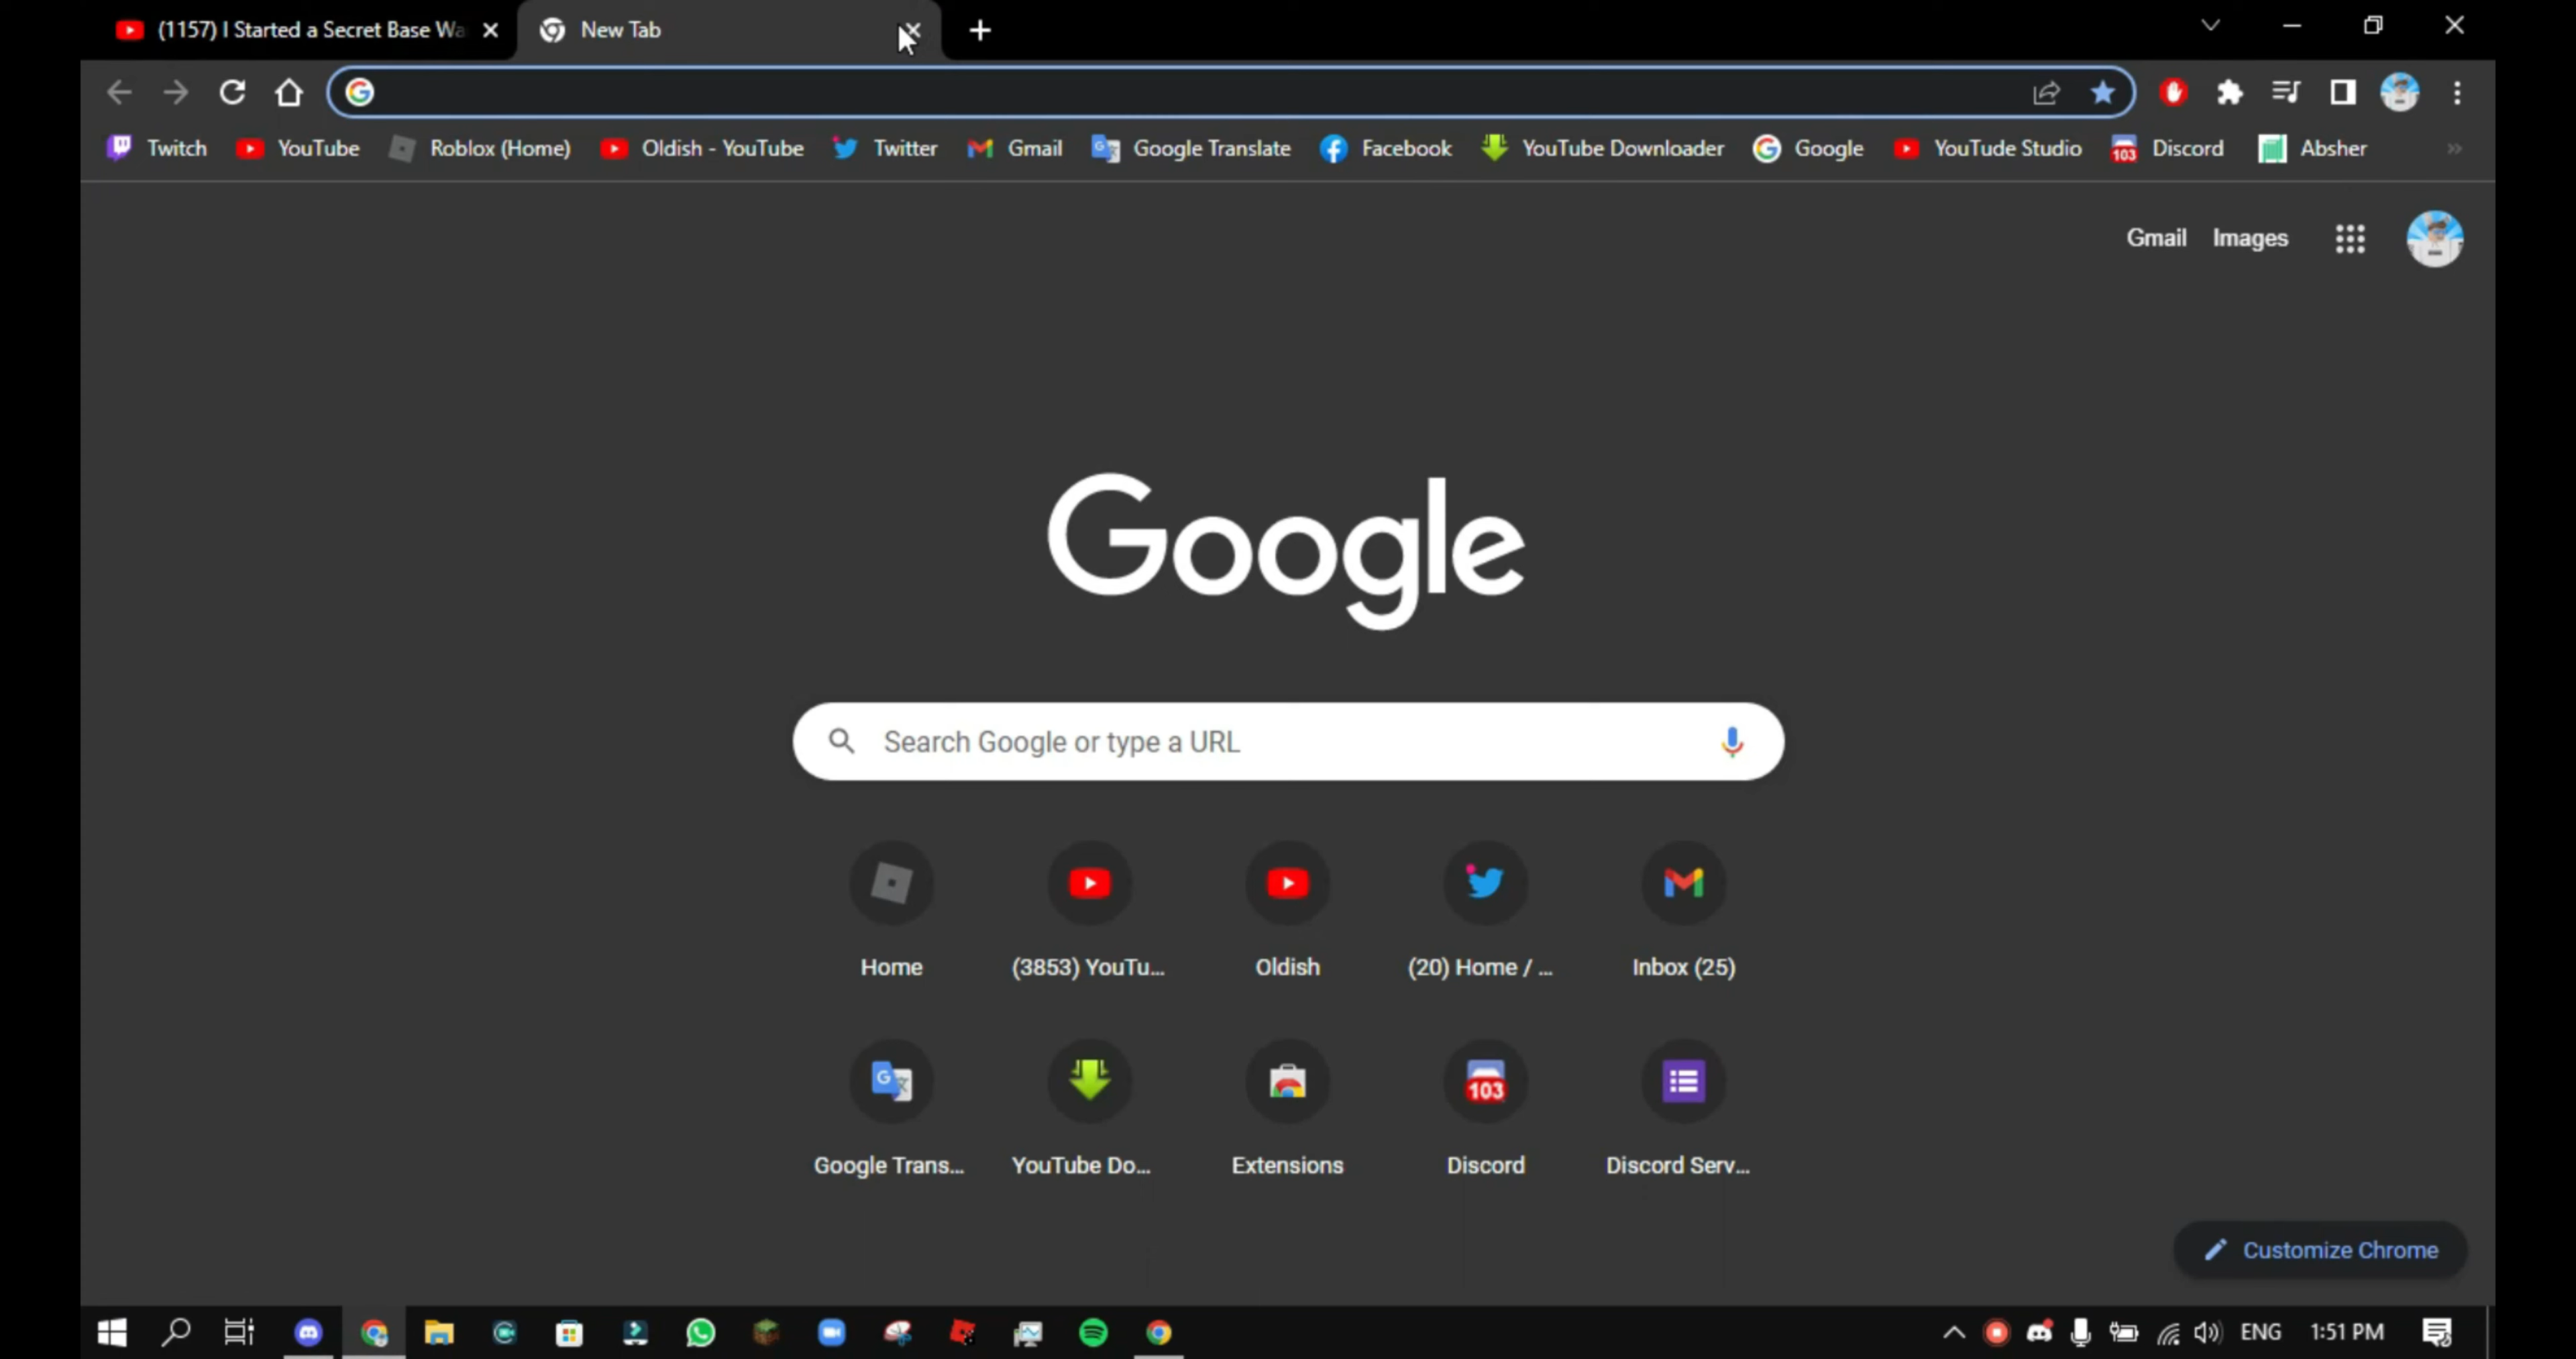 (1157) I Started a Secret Base Wa
New Tab
Twitch YouTube Roblox (Home) Oldish - YouTube Twitter Gmail Google Translate Facebook YouTube Downloader Google YouTude Studio 103 Discord Absher
Gmail Images
Google
Search Google or type a URL
Home (3853) YouTu... Oldish (20) Home / ... Inbox (25)
103
Google Trans... YouTube Do... Extensions Discord Discord Serv...
Customize Chrome
ENG 1:51 PM